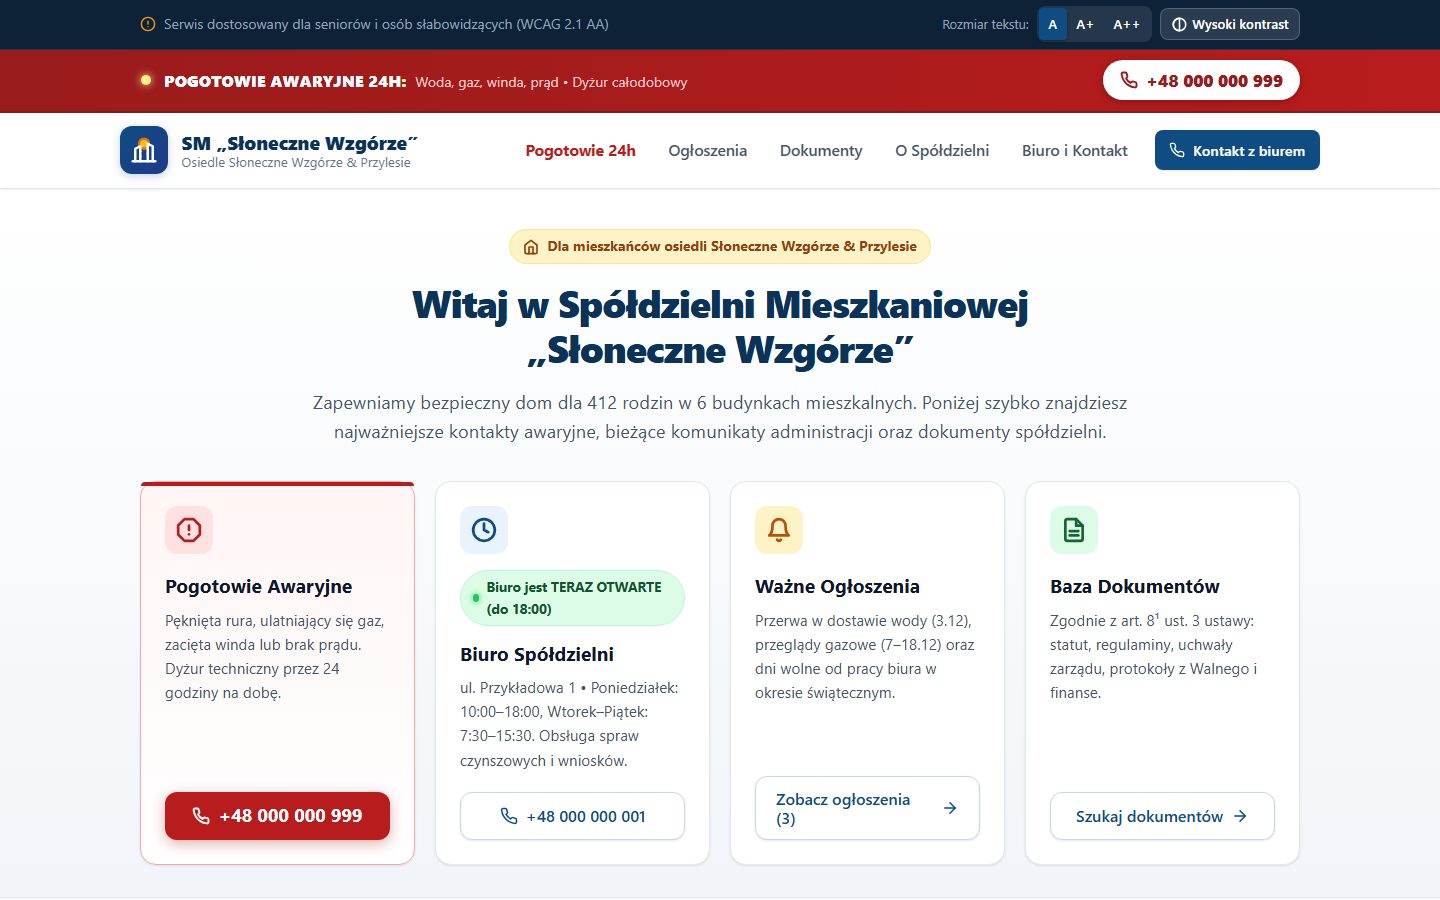 Serwis dostosowany dla seniorów i osób słabowidzących (WCAG 2.1 AA)
Rozmiar tekstu: A A+ A++ Wysoki kontrast
POGOTOWIE AWARYJNE 24H: Woda, gaz, winda, prąd • Dyżur całodobowy
+48 000 000 999
SM „Słoneczne Wzgórze”
Osiedle Słoneczne Wzgórze & Przylesie
Pogotowie 24h Ogłoszenia Dokumenty O Spółdzielni Biuro i Kontakt Kontakt z biurem
Dla mieszkańców osiedli Słoneczne Wzgórze & Przylesie
Witaj w Spółdzielni Mieszkaniowej
„Słoneczne Wzgórze”
Zapewniamy bezpieczny dom dla 412 rodzin w 6 budynkach mieszkalnych. Poniżej szybko znajdziesz
najważniejsze kontakty awaryjne, bieżące komunikaty administracji oraz dokumenty spółdzielni.
Pogotowie Awaryjne
Pęknięta rura, ulatniający się gaz,
zacięta winda lub brak prądu.
Dyżur techniczny przez 24
godziny na dobę.
+48 000 000 999
Biuro jest TERAZ OTWARTE
(do 18:00)
Biuro Spółdzielni
ul. Przykładowa 1 • Poniedziałek:
10:00–18:00, Wtorek–Piątek:
7:30–15:30. Obsługa spraw
czynszowych i wniosków.
+48 000 000 001
Ważne Ogłoszenia
Przerwa w dostawie wody (3.12),
przeglądy gazowe (7–18.12) oraz
dni wolne od pracy biura w
okresie świątecznym.
Zobacz ogłoszenia
(3)
Baza Dokumentów
Zgodnie z art. 8¹ ust. 3 ustawy:
statut, regulaminy, uchwały
zarządu, protokoły z Walnego i
finanse.
Szukaj dokumentów